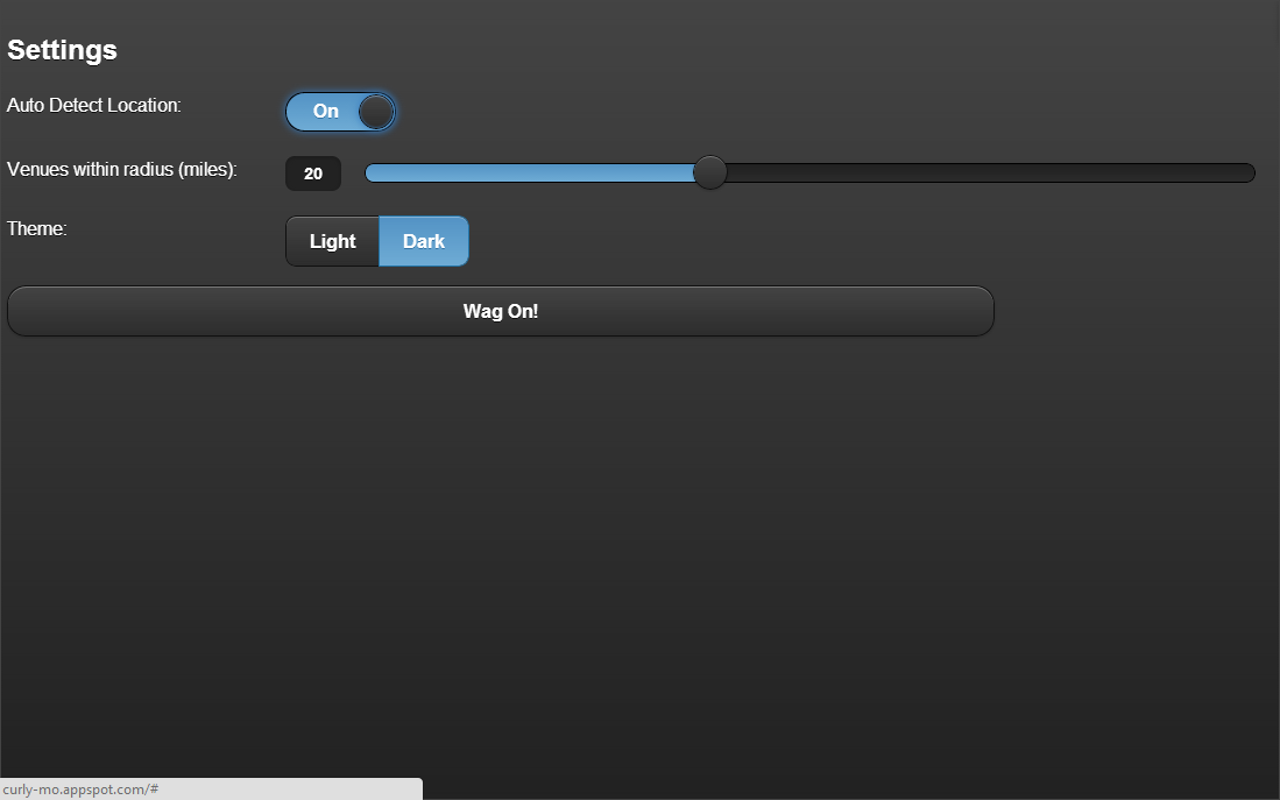 Settings
Auto Detect Location:
On
Venues within radius (miles):
20
Theme:
Light
Dark
Wag On!
curly-mo.appspot.com/#